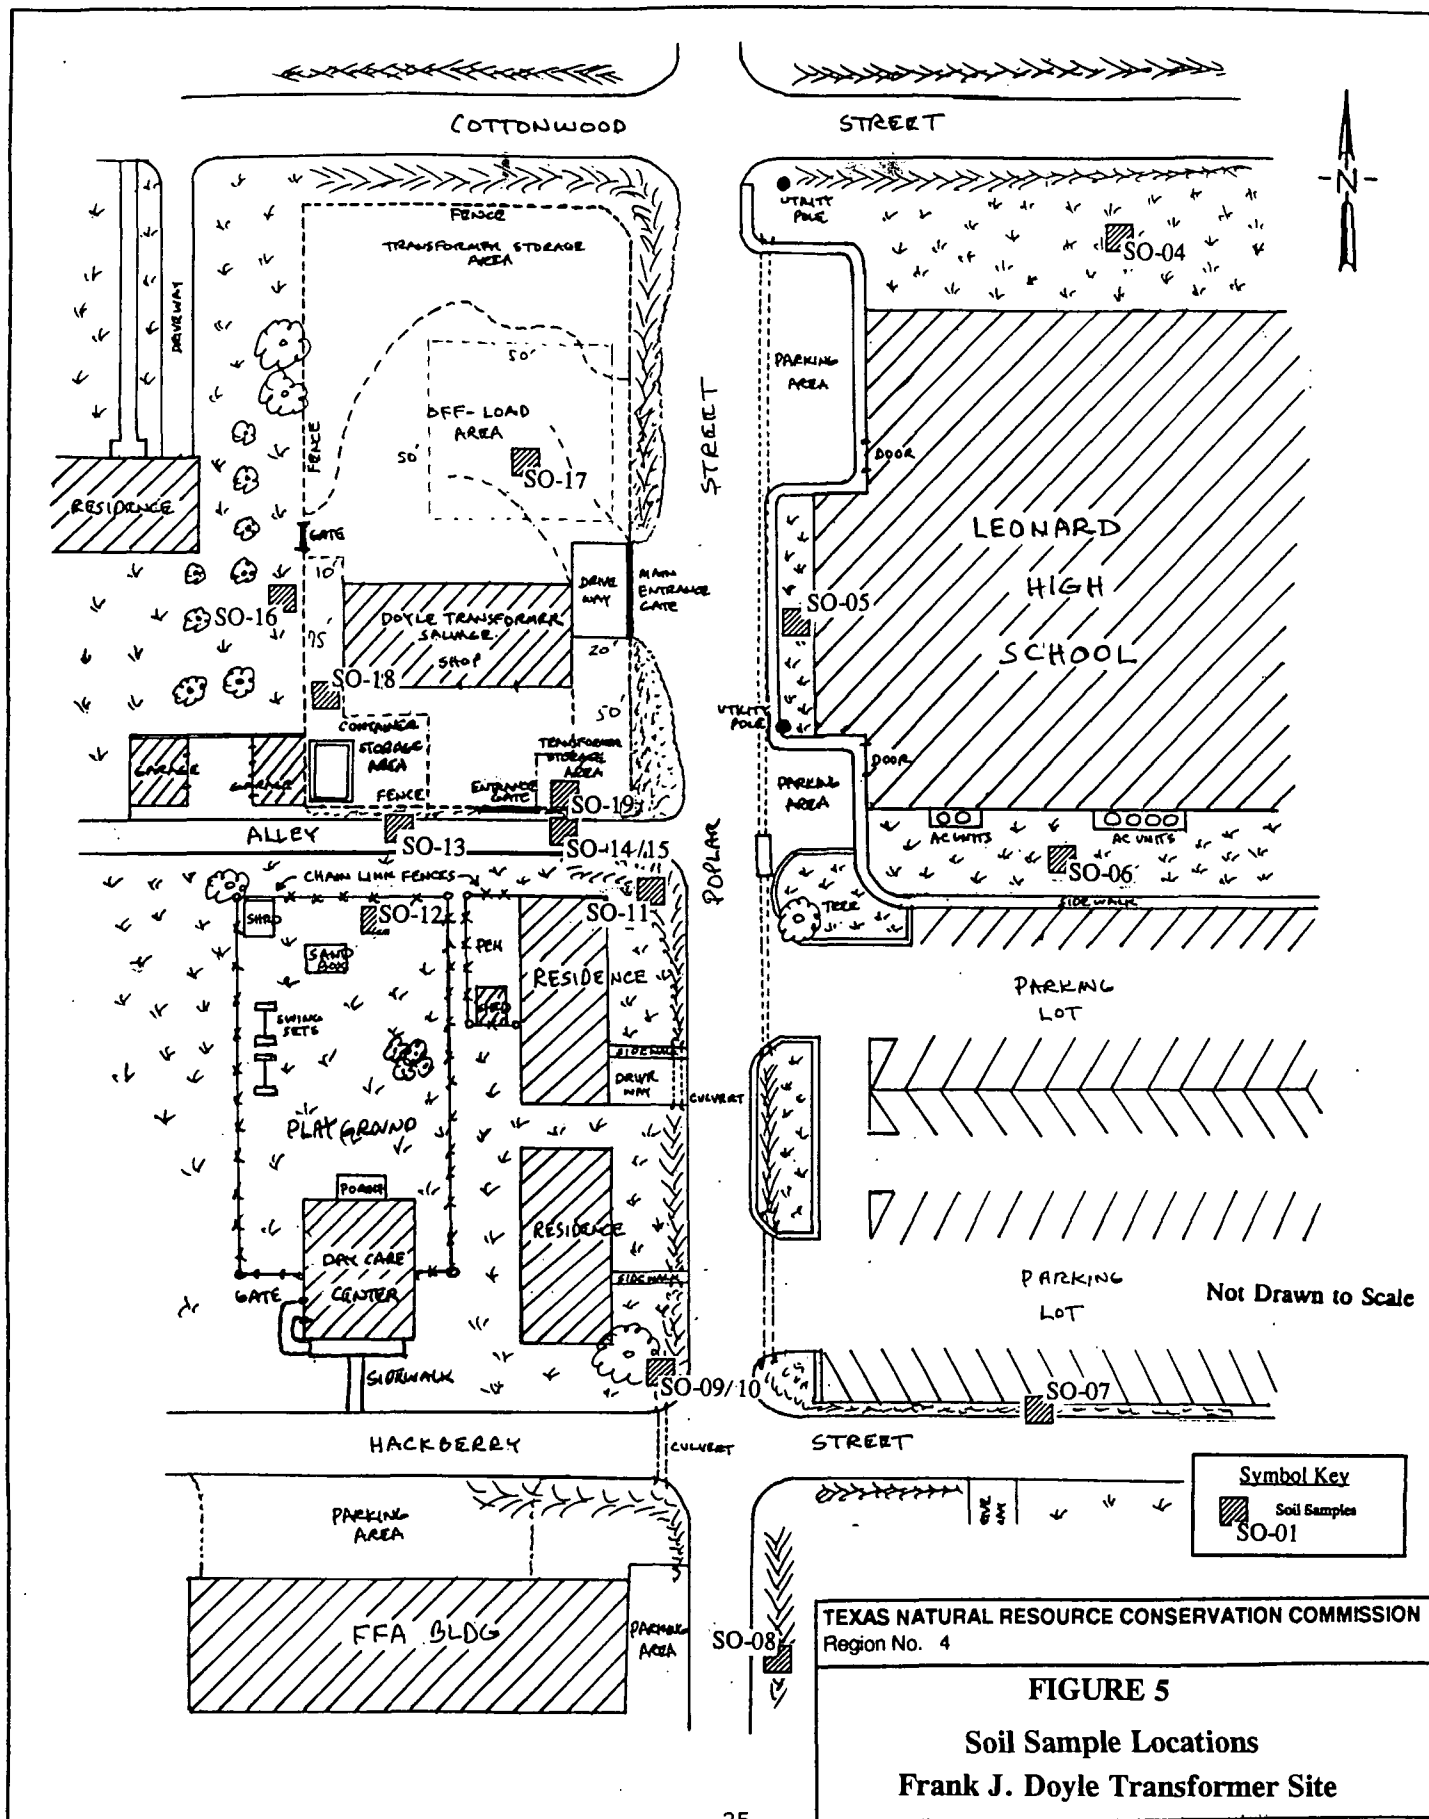 COTTONWOOD STREET
N
UTILITY
POLE
FENCE
TRANSFORMER STORAGE
AREA
SO-04
DRIVEWAY
PARKING
AREA
50'
OFF-LOAD
AREA
STREET
FENCE
50'
DOOR
SO-17
RESIDENCE
LEONARD
HIGH
SCHOOL
GATE
10'
DRIVE
WAY
MAIN
ENTRANCE
GATE
SO-16
SO-05
75'
DOYLE TRANSFORMER
SALVAGE
SHOP
20'
SO-18
50'
UTILITY
POLE
CONTAINER
STORAGE
AREA
TRANSFORMER
STORAGE
AREA
DOOR
GARAGE
GARAGE
FENCE
ENTRANCE
GATE
SO-19
PARKING
AREA
AC UNITS
AC UNITS
ALLEY
SO-13
SO-14/15
POPLAR
SO-06
CHAIN LINK FENCES
SHED
SO-12
SO-11
TREE
SIDEWALK
PEN
SAND
BOX
RESIDENCE
SHED
PARKING
LOT
SWING
SETS
SIDEWALK
DRIVE
WAY
CULVERT
PLAYGROUND
PORCH
RESIDENCE
DAY CARE
CENTER
SIDEWALK
GATE
PARKING
LOT
Not Drawn to Scale
SIDEWALK
SO-09/10
SO-07
HACKBERRY STREET
CULVERT
Symbol Key
Soil Samples
SO-01
PARKING
AREA
FFA BLDG
PARKING
AREA
SO-08
TEXAS NATURAL RESOURCE CONSERVATION COMMISSION
Region No. 4
FIGURE 5
Soil Sample Locations
Frank J. Doyle Transformer Site